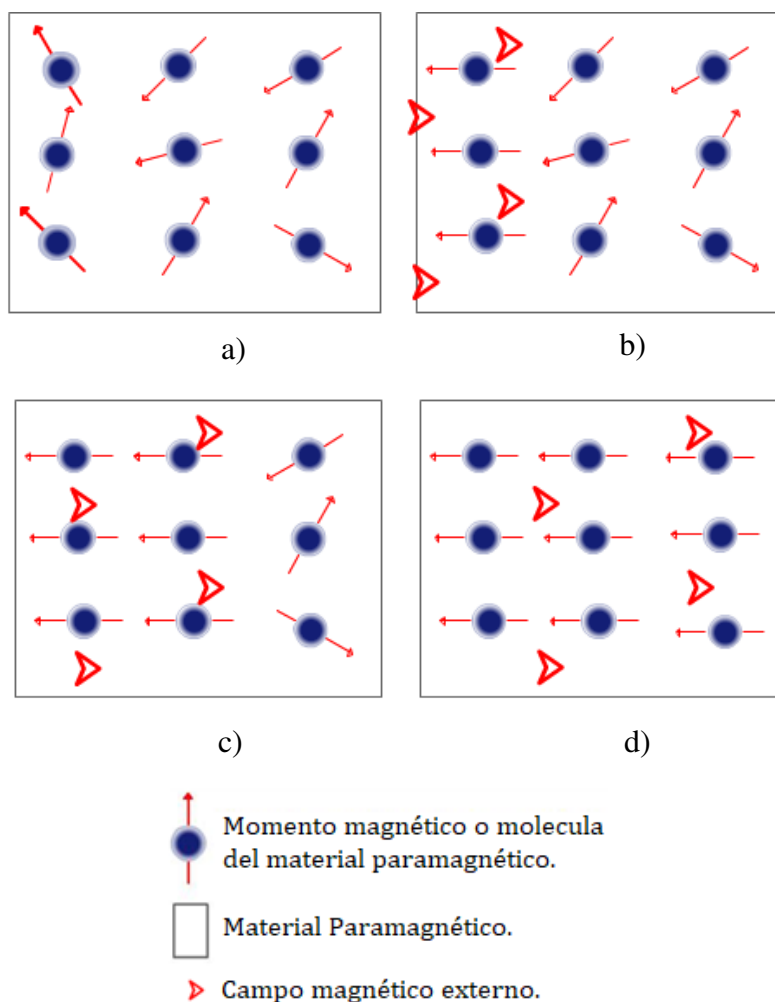 a)
b)
c)
d)
Momento magnético o molecula
del material paramagnético.
Material Paramagnético.
Campo magnético externo.